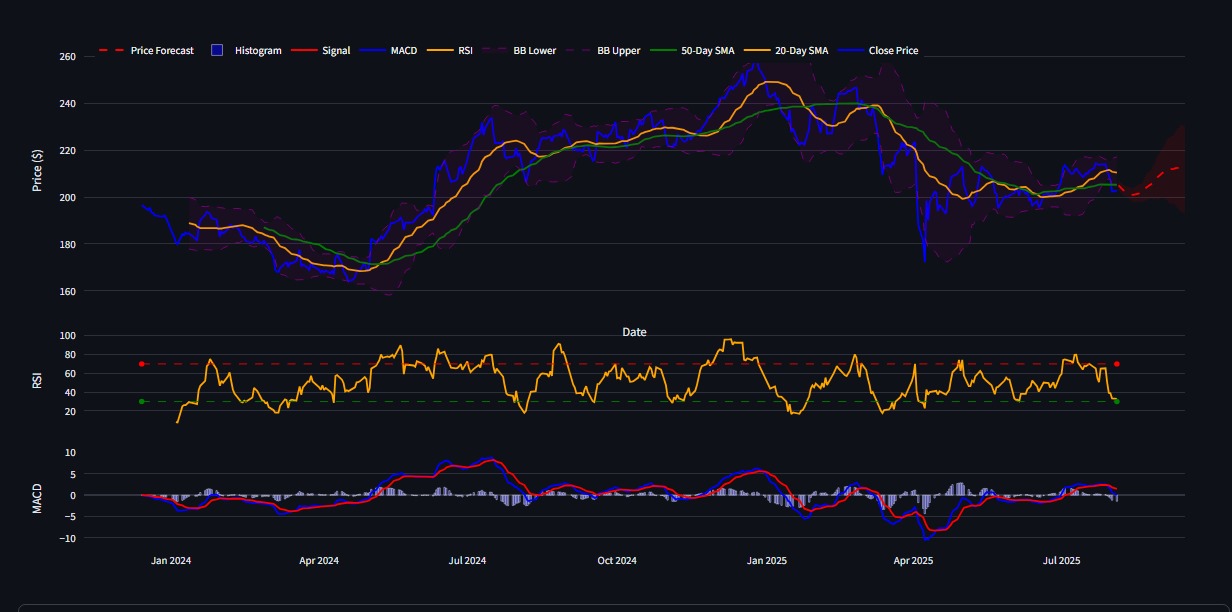 Price Forecast Histogram Signal MACD RSI BB Lower BB Upper 50-Day SMA 20-Day SMA Close Price
260
240
220
200
180
160
Price ($)
Date
100
80
60
40
20
RSI
10
5
0
−5
−10
MACD
Jan 2024 Apr 2024 Jul 2024 Oct 2024 Jan 2025 Apr 2025 Jul 2025